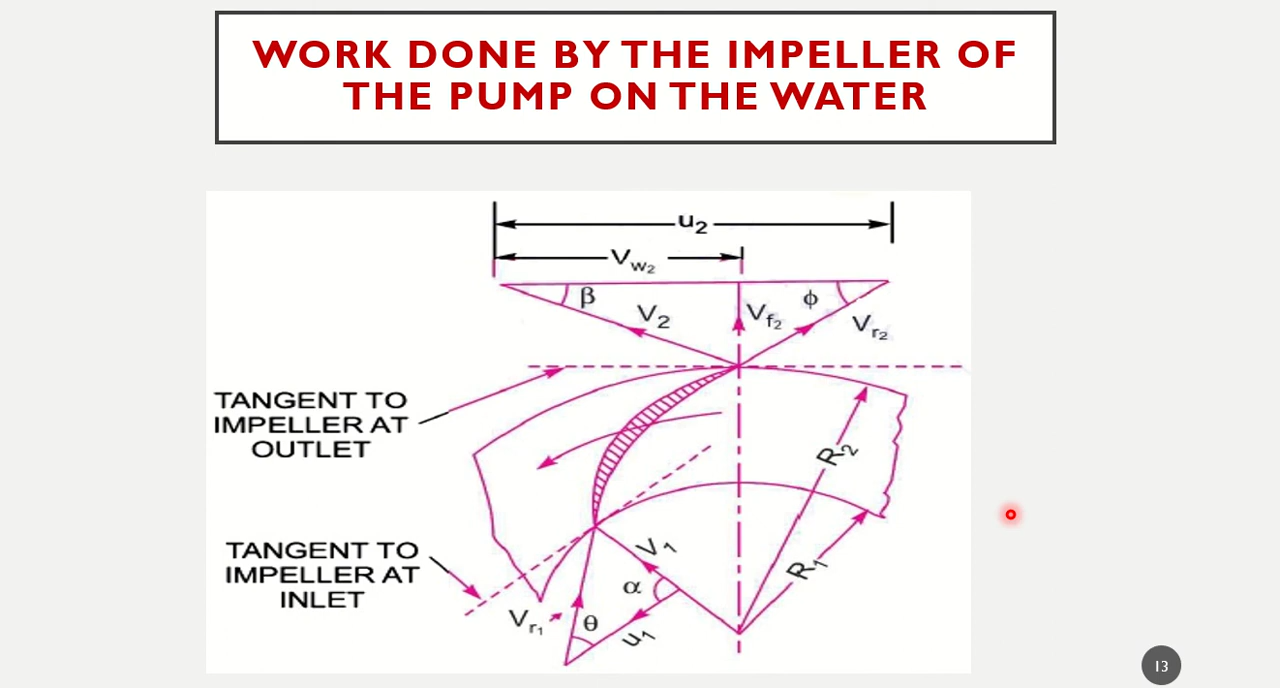 WORK DONE BY THE IMPELLER OF
THE PUMP ON THE WATER
u2
Vw2
β
V2
Vf2
ϕ
Vr2
TANGENT TO
IMPELLER AT
OUTLET
R2
TANGENT TO
IMPELLER AT
INLET
V1
R1
α
Vr1
θ
u1
13